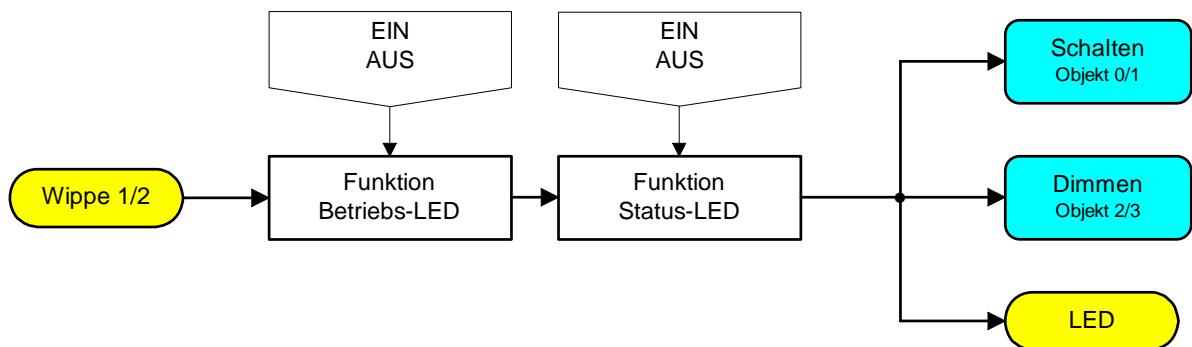 EIN
AUS
EIN
AUS
Schalten
Objekt 0/1
Wippe 1/2
Funktion
Betriebs-LED
Funktion
Status-LED
Dimmen
Objekt 2/3
LED